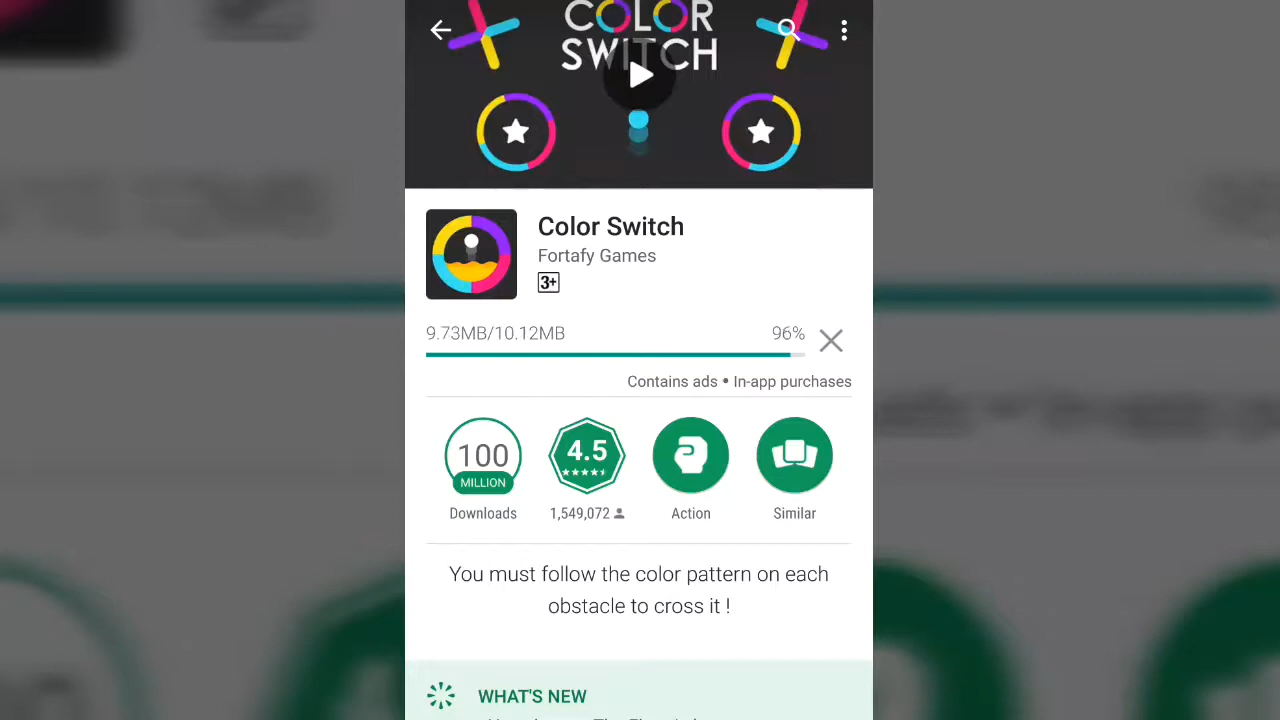 COLOR
SWITCH
Color Switch
Fortafy Games
3+
9.73MB/10.12MB 96%
Contains ads • In-app purchases
100
MILLION
Downloads
4.5
1,549,072
Action
Similar
You must follow the color pattern on each
obstacle to cross it !
WHAT'S NEW